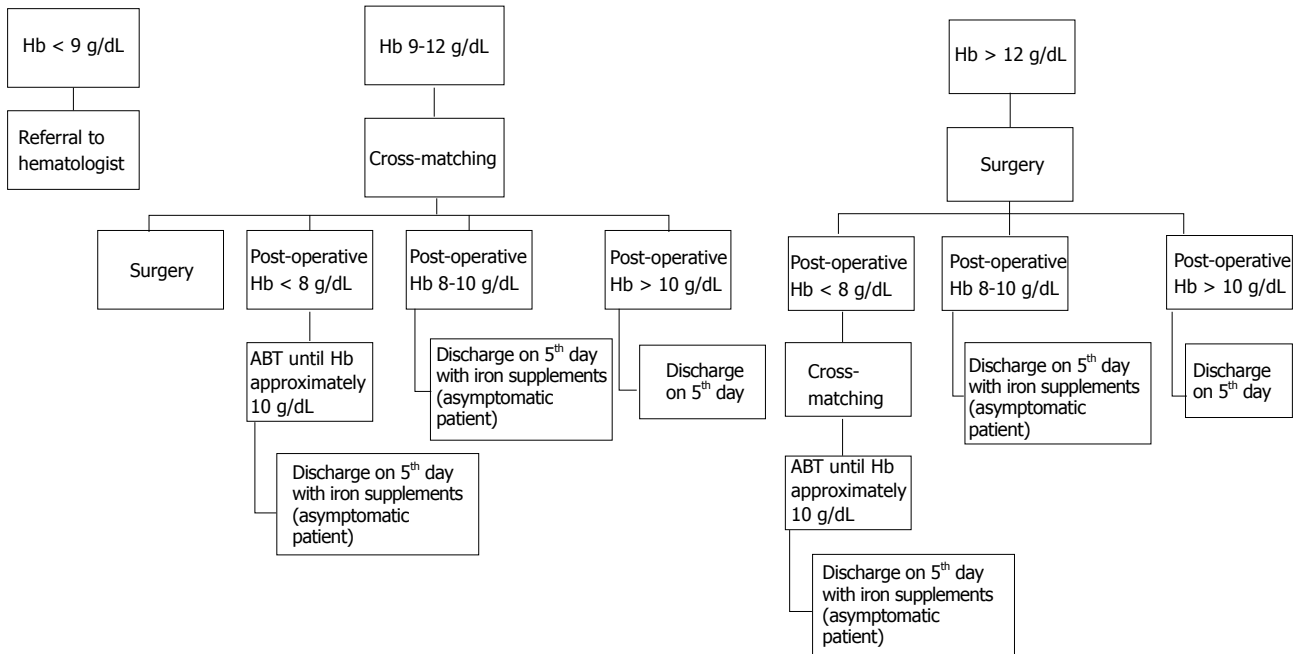 Hb < 9 g/dL
Referral to
hematologist
Hb 9-12 g/dL
Cross-matching
Surgery
Post-operative
Hb < 8 g/dL
ABT until Hb
approximately
10 g/dL
Discharge on 5th day
with iron supplements
(asymptomatic
patient)
Post-operative
Hb 8-10 g/dL
Discharge on 5th day
with iron supplements
(asymptomatic
patient)
Post-operative
Hb > 10 g/dL
Discharge
on 5th day
Hb > 12 g/dL
Surgery
Post-operative
Hb < 8 g/dL
Cross-
matching
ABT until Hb
approximately
10 g/dL
Discharge on 5th day
with iron supplements
(asymptomatic
patient)
Post-operative
Hb 8-10 g/dL
Discharge on 5th day
with iron supplements
(asymptomatic
patient)
Post-operative
Hb > 10 g/dL
Discharge
on 5th day